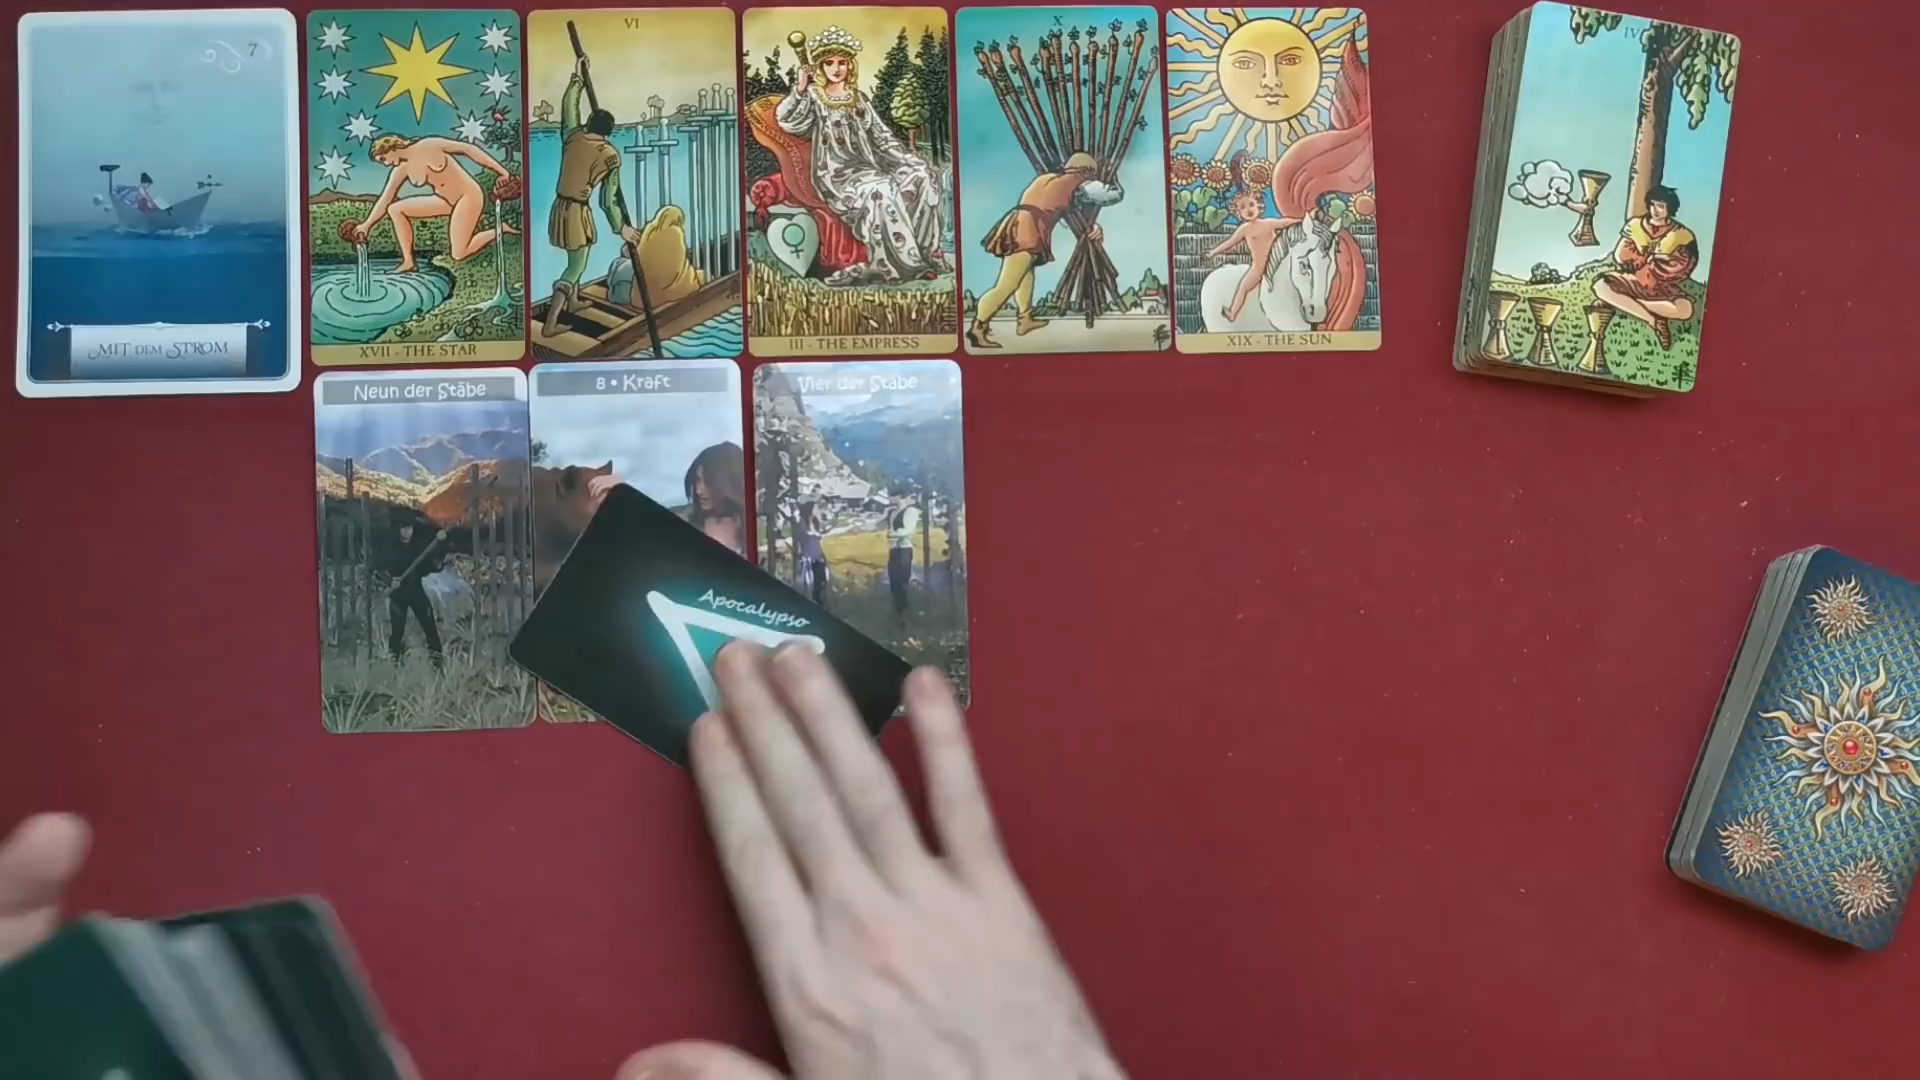 7
MIT DEM STROM
XVII - THE STAR
VI
III - THE EMPRESS
X
XIX - THE SUN
IV
Neun der Stäbe
8 • Kraft
Vier der Stäbe
Apocalypso